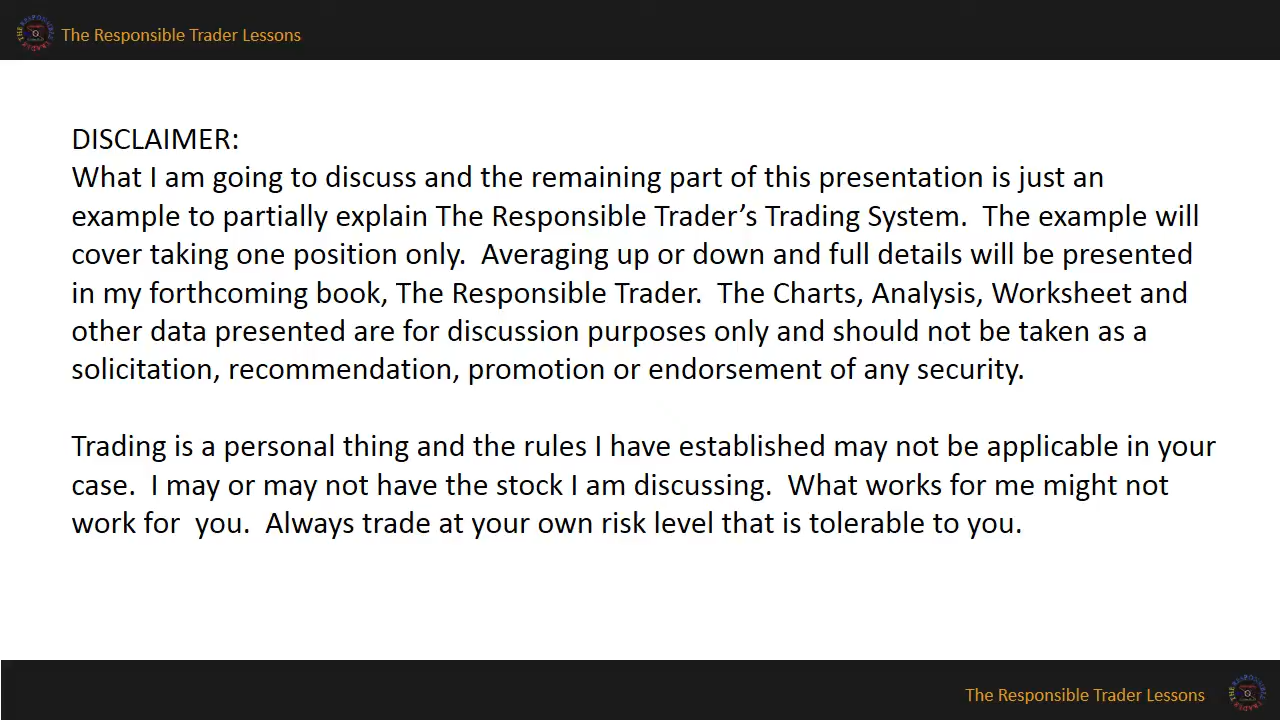 The Responsible Trader Lessons
DISCLAIMER:
What I am going to discuss and the remaining part of this presentation is just an
example to partially explain The Responsible Trader’s Trading System.  The example will
cover taking one position only.  Averaging up or down and full details will be presented
in my forthcoming book, The Responsible Trader.  The Charts, Analysis, Worksheet and
other data presented are for discussion purposes only and should not be taken as a
solicitation, recommendation, promotion or endorsement of any security.
Trading is a personal thing and the rules I have established may not be applicable in your
case.  I may or may not have the stock I am discussing.  What works for me might not
work for  you.  Always trade at your own risk level that is tolerable to you.
The Responsible Trader Lessons